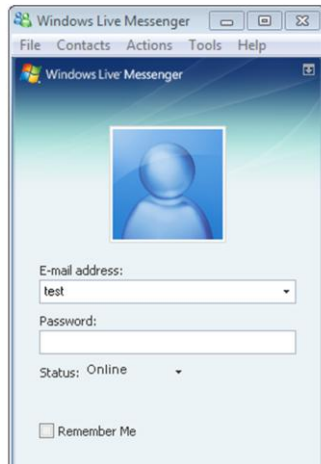 Windows Live Messenger
File Contacts Actions Tools Help
Windows Live Messenger
E-mail address:
test
Password:
Status: Online
Remember Me